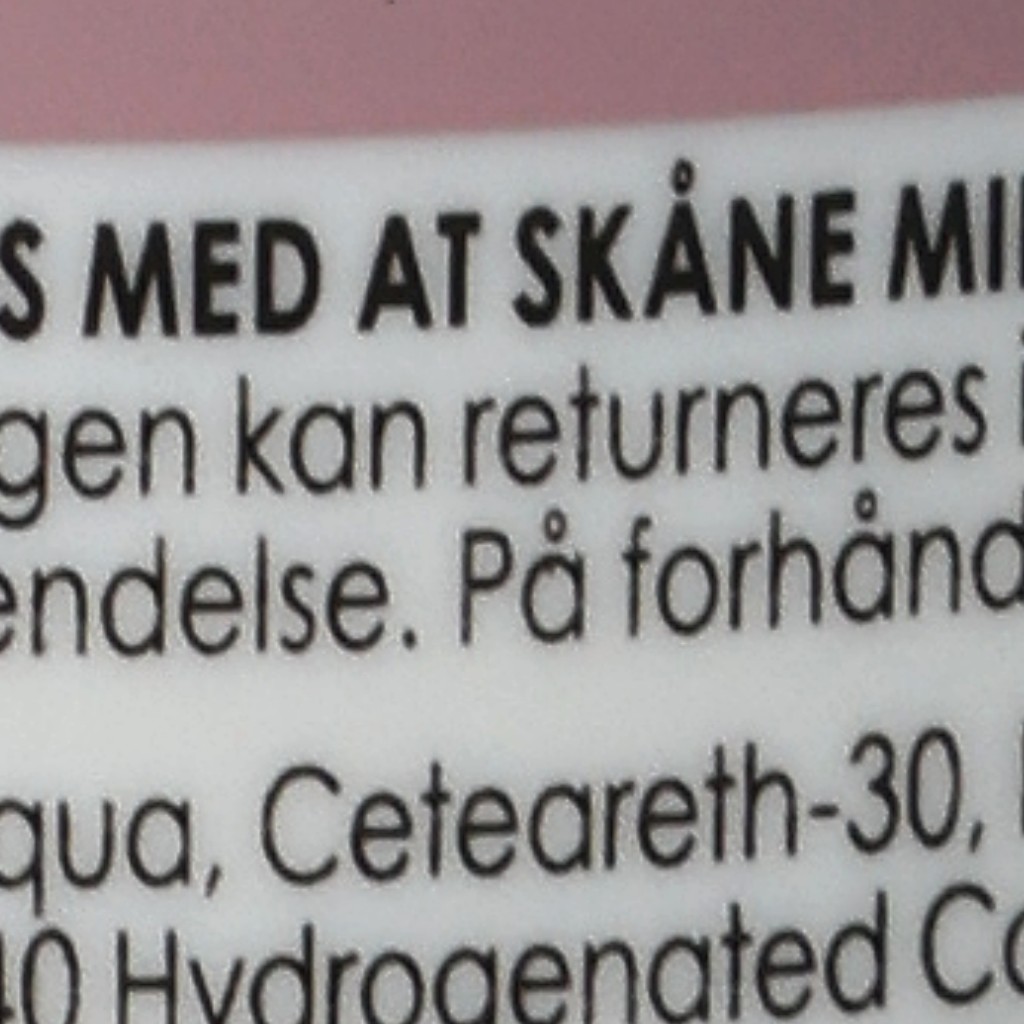 S MED AT SKÅNE MI
gen kan returneres i
endelse. På forhånd
qua, Ceteareth-30,
40 Hydrogenated Co